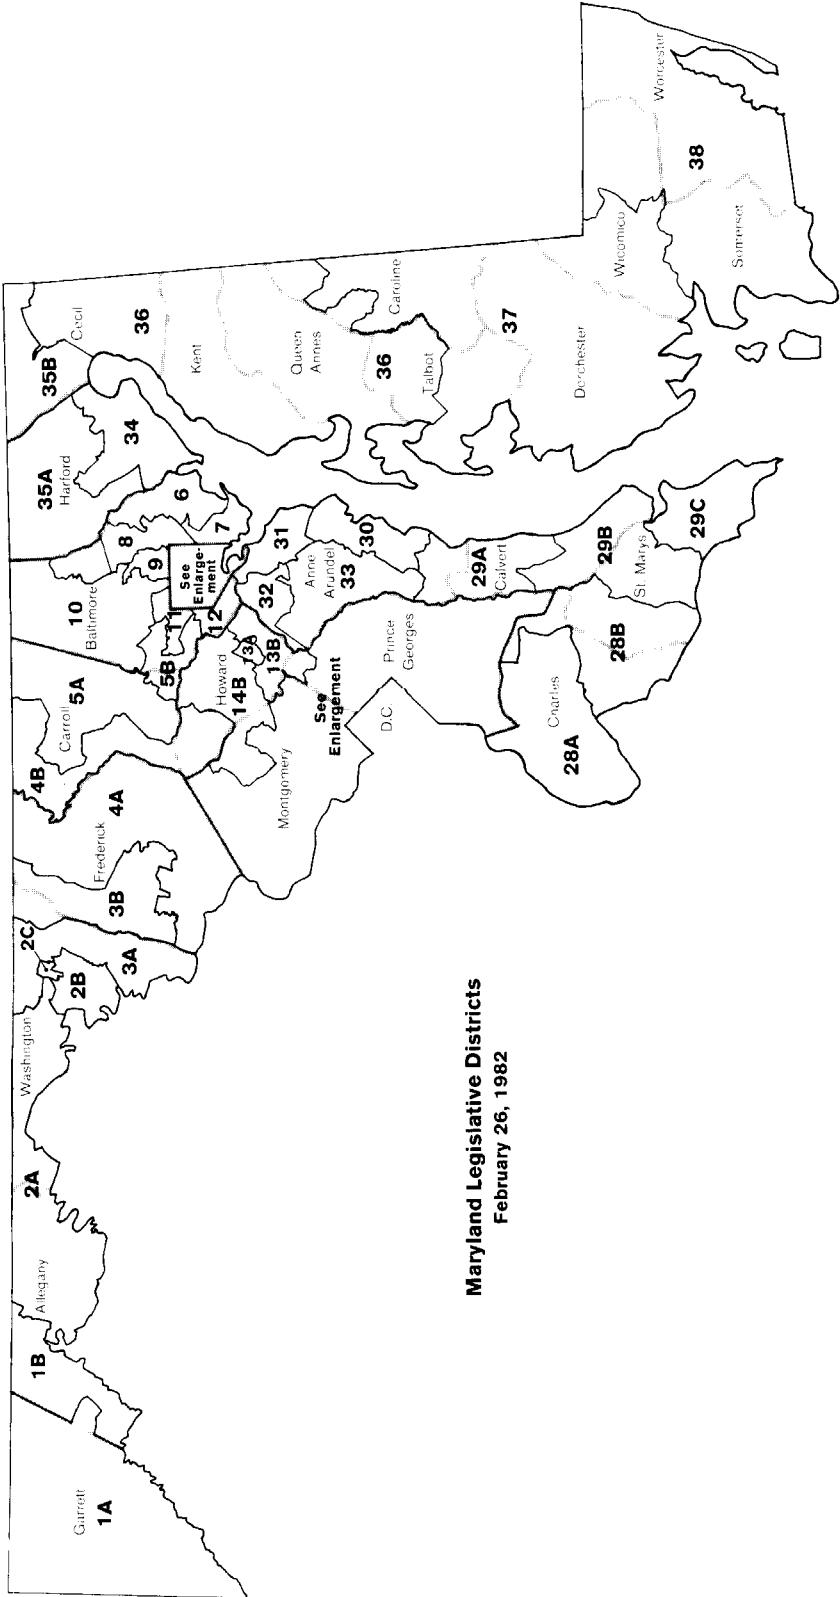 Maryland Legislative Districts
February 26, 1982
Garrett
1A
1B
Allegany
2A
Washington
2B
2C
3A
3B
Frederick
4A
4B
Carroll
5A
5B
10
Baltimore
11
12
9
8
6
7
See
Enlarge-
ment
35A
Harford
34
35B
Cecil
36
Kent
Queen
Annes
36
Talbot
Caroline
37
Dorchester
Wicomico
38
Worcester
Somerset
Howard
14B
13A
13B
Montgomery
See
Enlargement
D.C.
Prince
Georges
32
31
Anne
Arundel
33
30
29A
Calvert
29B
St. Marys
29C
28B
Charles
28A